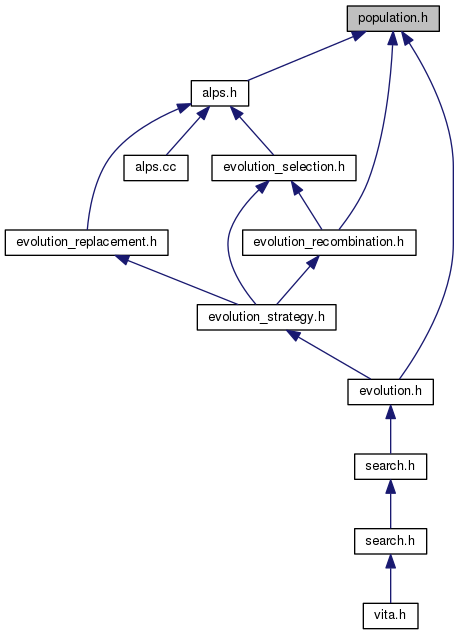 population.h
alps.h
alps.cc
evolution_selection.h
evolution_replacement.h
evolution_recombination.h
evolution_strategy.h
evolution.h
search.h
search.h
vita.h